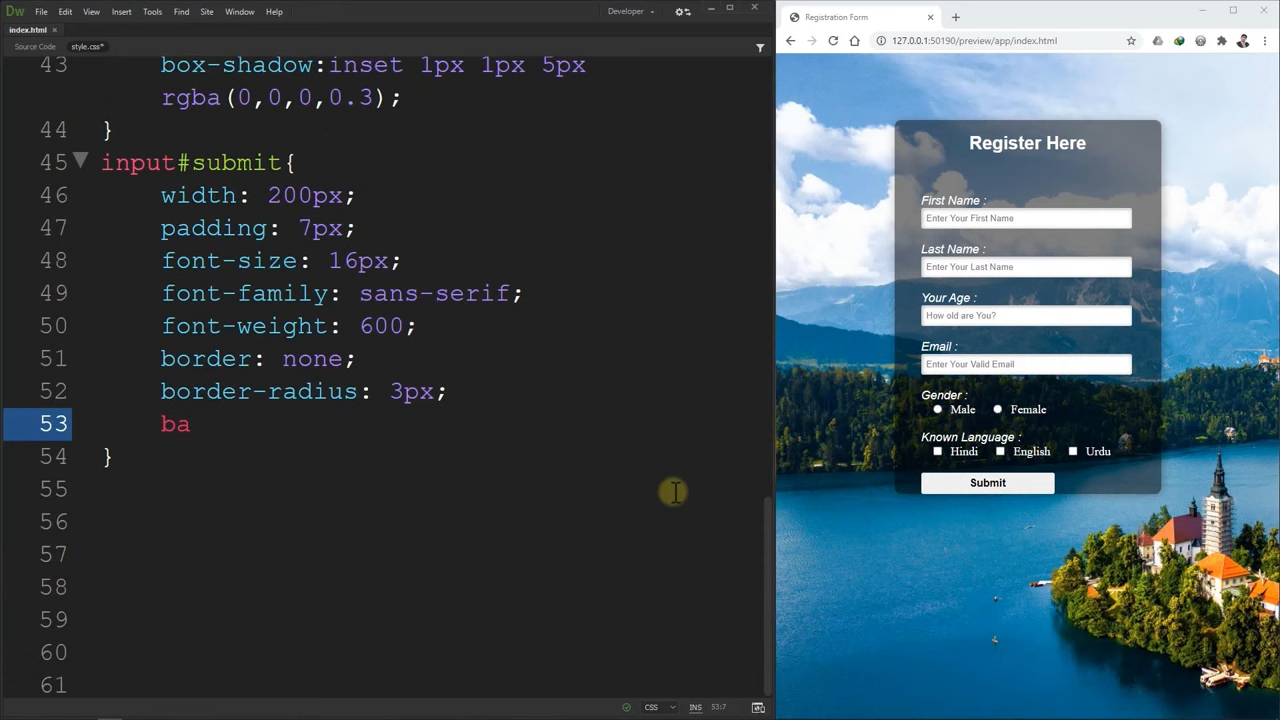 Dw File Edit View Insert Tools Find Site Window Help Developer
index.html
Source Code style.css*
43 box-shadow:inset 1px 1px 5px
rgba(0,0,0,0.3);
44 }
45 input#submit{
46 width: 200px;
47 padding: 7px;
48 font-size: 16px;
49 font-family: sans-serif;
50 font-weight: 600;
51 border: none;
52 border-radius: 3px;
53 ba
54 }
55
56
57
58
59
60
61
CSS INS 53:7
Registration Form
127.0.0.1:50190/preview/app/index.html
Register Here
First Name :
Enter Your First Name
Last Name :
Enter Your Last Name
Your Age :
How old are You?
Email :
Enter Your Valid Email
Gender :
Male Female
Known Language :
Hindi English Urdu
Submit